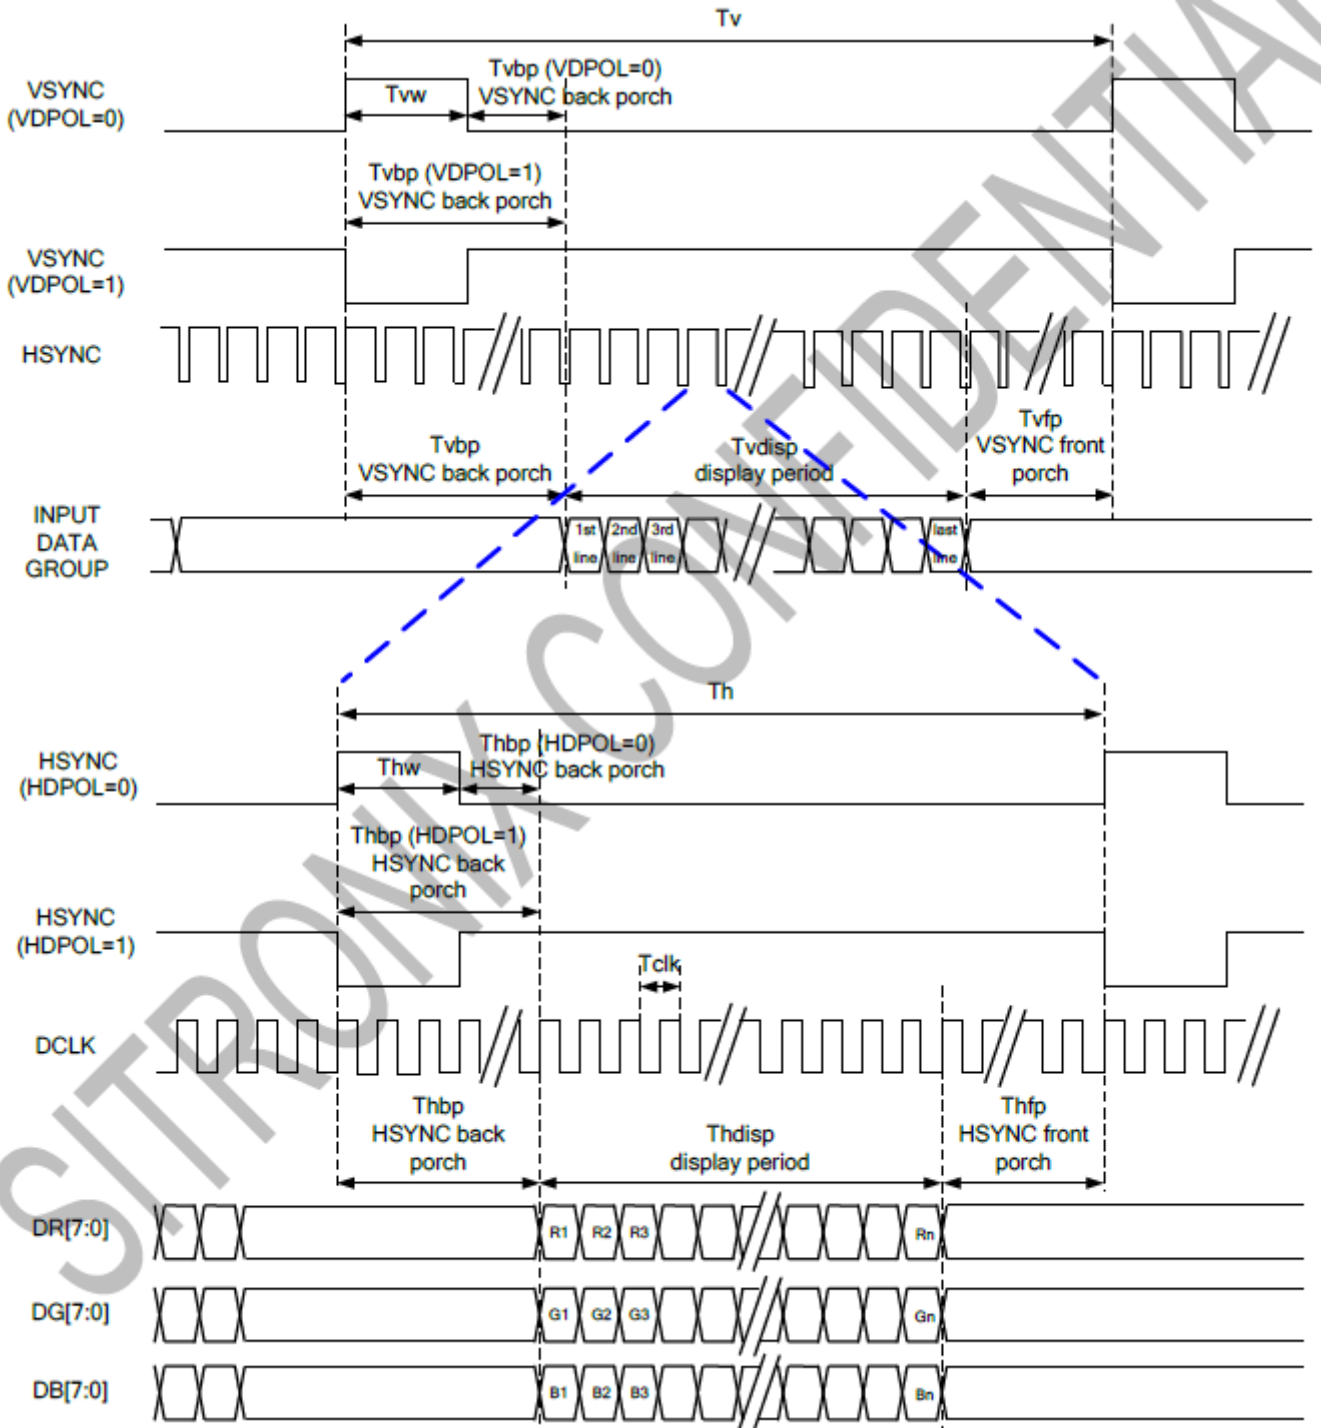 Tv
VSYNC
(VDPOL=0)
Tvw
Tvbp (VDPOL=0)
VSYNC back porch
Tvbp (VDPOL=1)
VSYNC back porch
VSYNC
(VDPOL=1)
HSYNC
Tvbp
VSYNC back porch
Tvdisp
display period
Tvfp
VSYNC front
porch
INPUT
DATA
GROUP
1st
line
2nd
line
3rd
line
last
line
Th
HSYNC
(HDPOL=0)
Thw
Thbp (HDPOL=0)
HSYNC back porch
Thbp (HDPOL=1)
HSYNC back
porch
HSYNC
(HDPOL=1)
Tclk
DCLK
Thbp
HSYNC back
porch
Thdisp
display period
Thfp
HSYNC front
porch
DR[7:0]
R1 R2 R3 Rn
DG[7:0]
G1 G2 G3 Gn
DB[7:0]
B1 B2 B3 Bn
SITRONIX CONFIDENTIAL